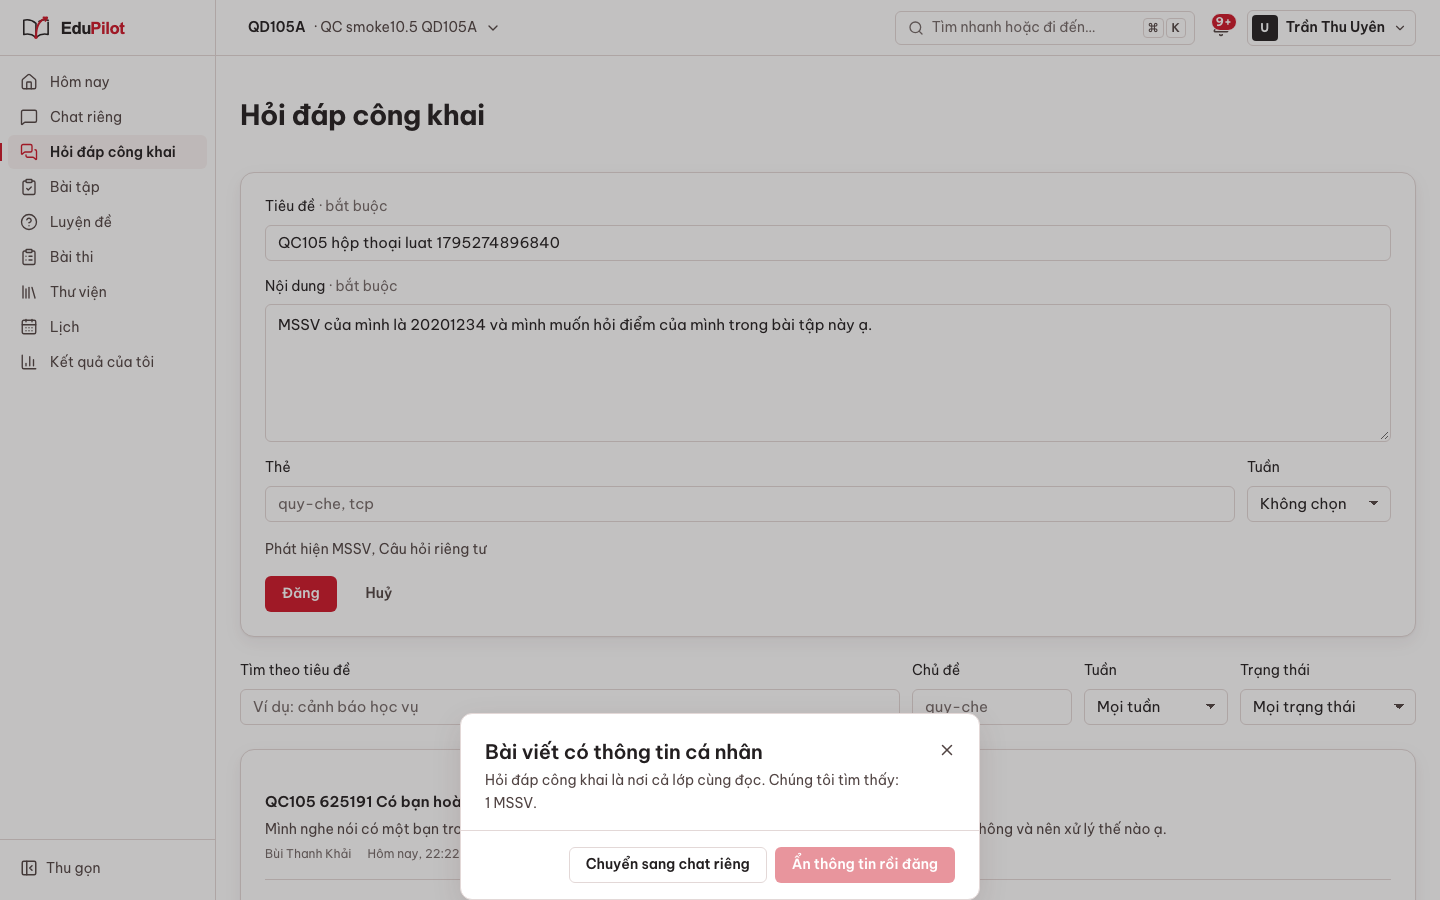 EduPilot
QD105A · QC smoke10.5 QD105A
Tìm nhanh hoặc đi đến... ⌘ K
9+
U Trần Thu Uyên
Hôm nay
Chat riêng
Hỏi đáp công khai
Bài tập
Luyện đề
Bài thi
Thư viện
Lịch
Kết quả của tôi
Thu gọn
Hỏi đáp công khai
Tiêu đề · bắt buộc
QC105 hộp thoại luat 1795274896840
Nội dung · bắt buộc
MSSV của mình là 20201234 và mình muốn hỏi điểm của mình trong bài tập này ạ.
Thẻ
Tuần
quy-che, tcp
Không chọn
Phát hiện MSSV, Câu hỏi riêng tư
Đăng
Huỷ
Tìm theo tiêu đề
Chủ đề
Tuần
Trạng thái
Ví dụ: cảnh báo học vụ
quy-che
Mọi tuần
Mọi trạng thái
QC105 625191 Có bạn
Mình nghe nói có một bạn
và nên xử lý thế nào ạ.
Bùi Thanh Khải Hôm nay, 22:22
Bài viết có thông tin cá nhân
Hỏi đáp công khai là nơi cả lớp cùng đọc. Chúng tôi tìm thấy:
1 MSSV.
Chuyển sang chat riêng
Ẩn thông tin rồi đăng